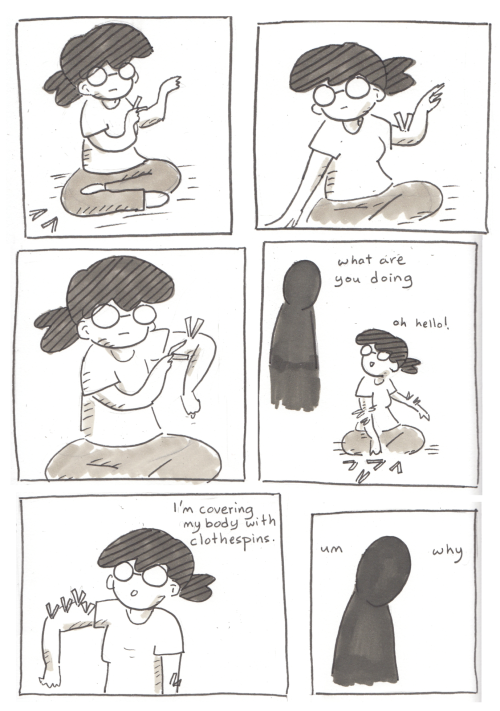 what are
you doing
oh hello!
I'm covering
my body with
clothespins.
um
why